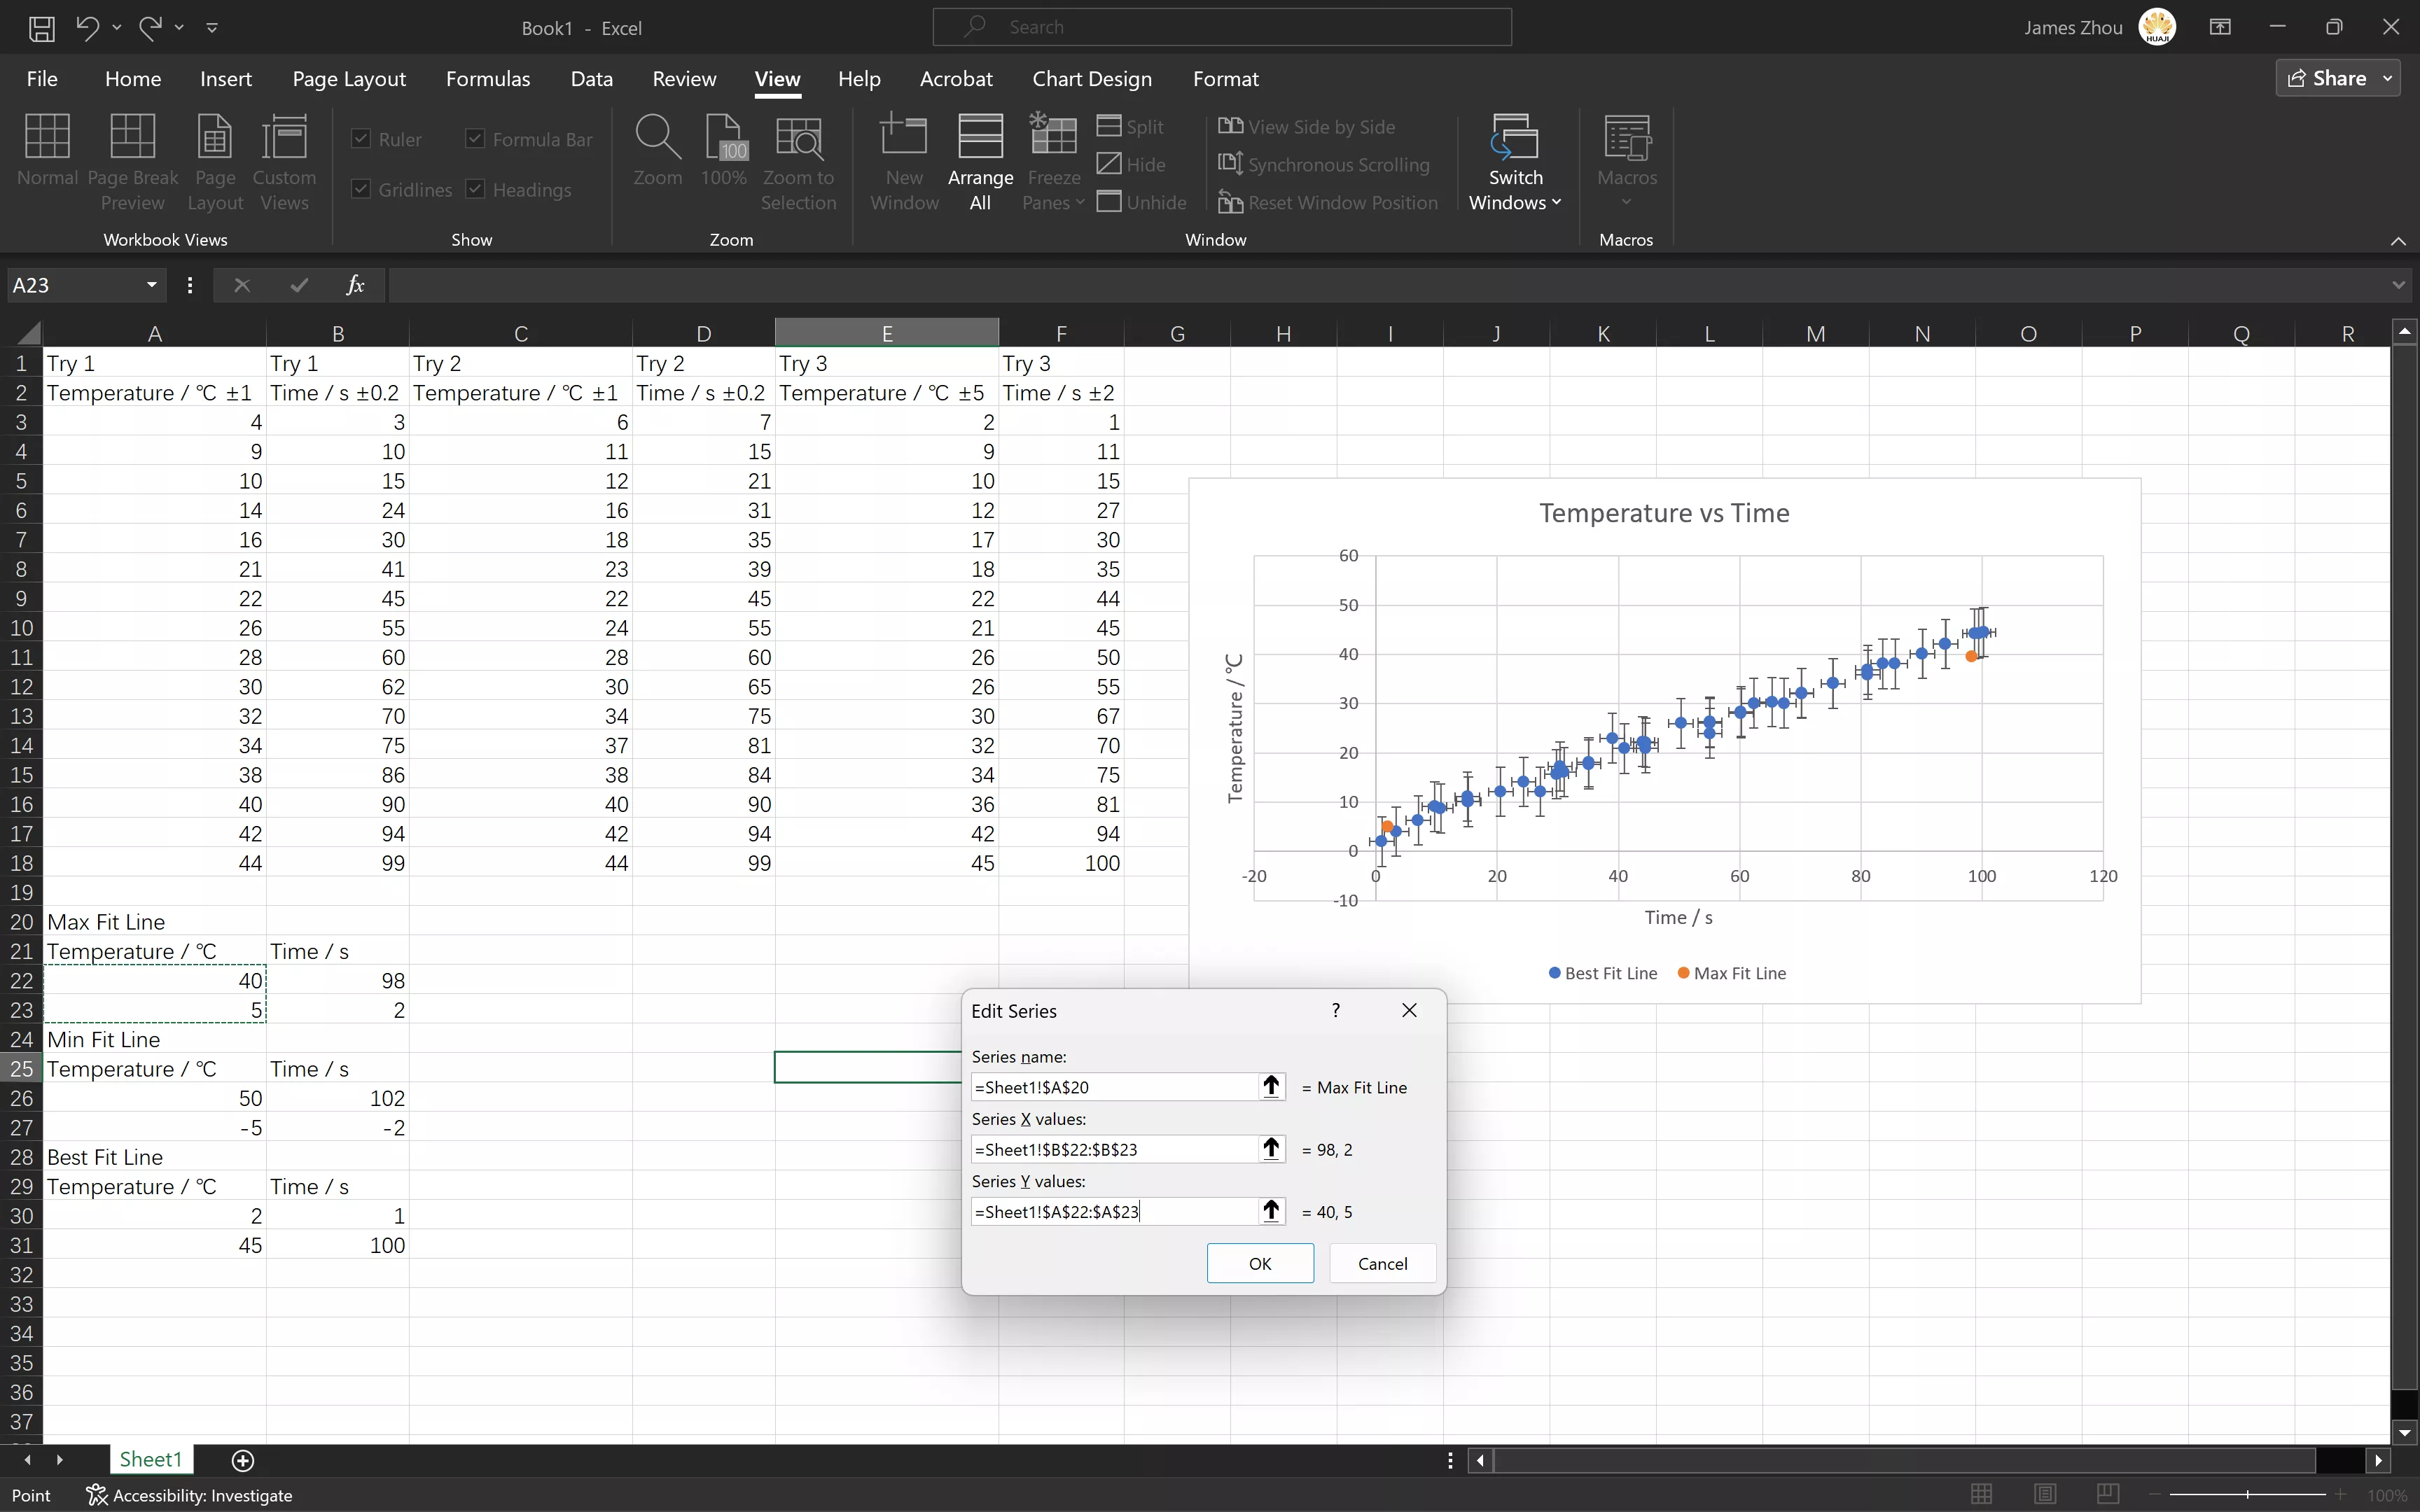 Book1 - Excel
Search
James Zhou
HUAJI
File Home Insert Page Layout Formulas Data Review View Help Acrobat Chart Design Format
Share
Normal
Page Break Preview
Page Layout
Custom Views
Workbook Views
Ruler
Formula Bar
Gridlines
Headings
Show
Zoom
100
100%
Zoom to Selection
Zoom
New Window
Arrange All
Freeze Panes
Split
Hide
Unhide
View Side by Side
Synchronous Scrolling
Reset Window Position
Switch Windows
Window
Macros
Macros
A23
fx
A B C D E F G H I J K L M N O P Q R
1 Try 1 Try 1 Try 2 Try 2 Try 3 Try 3
2 Temperature / ℃ ±1 Time / s ±0.2 Temperature / ℃ ±1 Time / s ±0.2 Temperature / ℃ ±5 Time / s ±2
3 4 3 6 7 2 1
4 9 10 11 15 9 11
5 10 15 12 21 10 15
6 14 24 16 31 12 27
7 16 30 18 35 17 30
8 21 41 23 39 18 35
9 22 45 22 45 22 44
10 26 55 24 55 21 45
11 28 60 28 60 26 50
12 30 62 30 65 26 55
13 32 70 34 75 30 67
14 34 75 37 81 32 70
15 38 86 38 84 34 75
16 40 90 40 90 36 81
17 42 94 42 94 42 94
18 44 99 44 99 45 100
19
20 Max Fit Line
21 Temperature / ℃ Time / s
22 40 98
23 5 2
24 Min Fit Line
25 Temperature / ℃ Time / s
26 50 102
27 -5 -2
28 Best Fit Line
29 Temperature / ℃ Time / s
30 2 1
31 45 100
32
33
34
35
36
37
Temperature vs Time
Temperature / ℃
60
50
40
30
20
10
0
-10
-20 0 20 40 60 80 100 120
Time / s
Best Fit Line Max Fit Line
Edit Series
?
Series name:
=Sheet1!$A$20 = Max Fit Line
Series X values:
=Sheet1!$B$22:$B$23 = 98, 2
Series Y values:
=Sheet1!$A$22:$A$23 = 40, 5
OK Cancel
Sheet1
Point
Accessibility: Investigate
100%